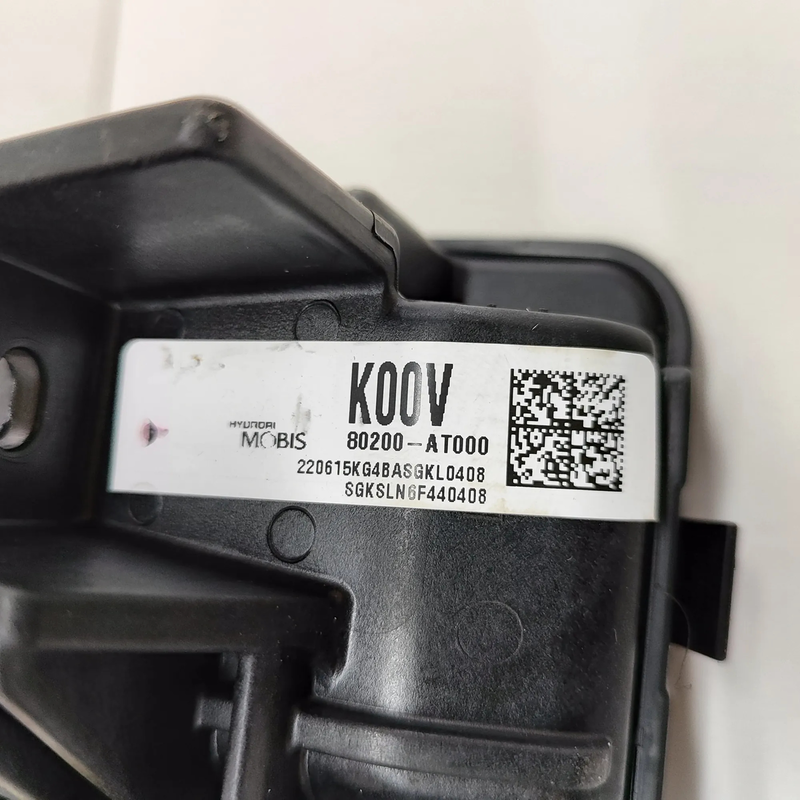 K00V
HYUNDAI
MOBIS
80200-AT000
220615KG4BASGKL0408
SGKSLN6F440408